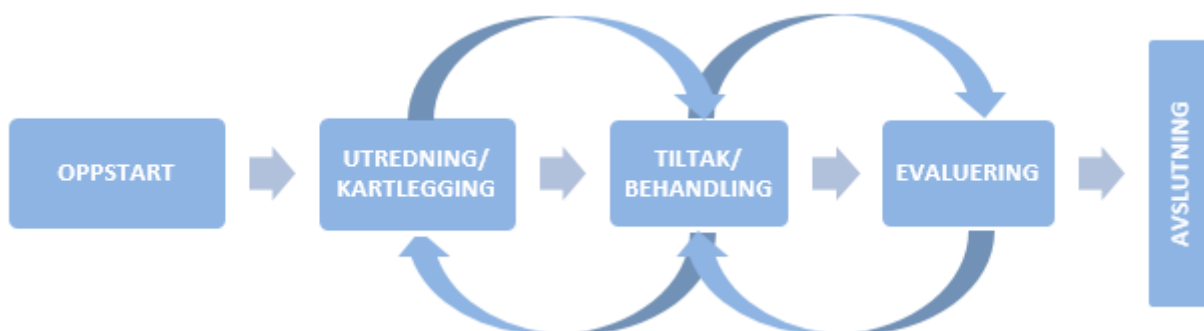 OPPSTART
UTREDNING/
KARTLEGGING
TILTAK/
BEHANDLING
EVALUERING
AVSLUTNING